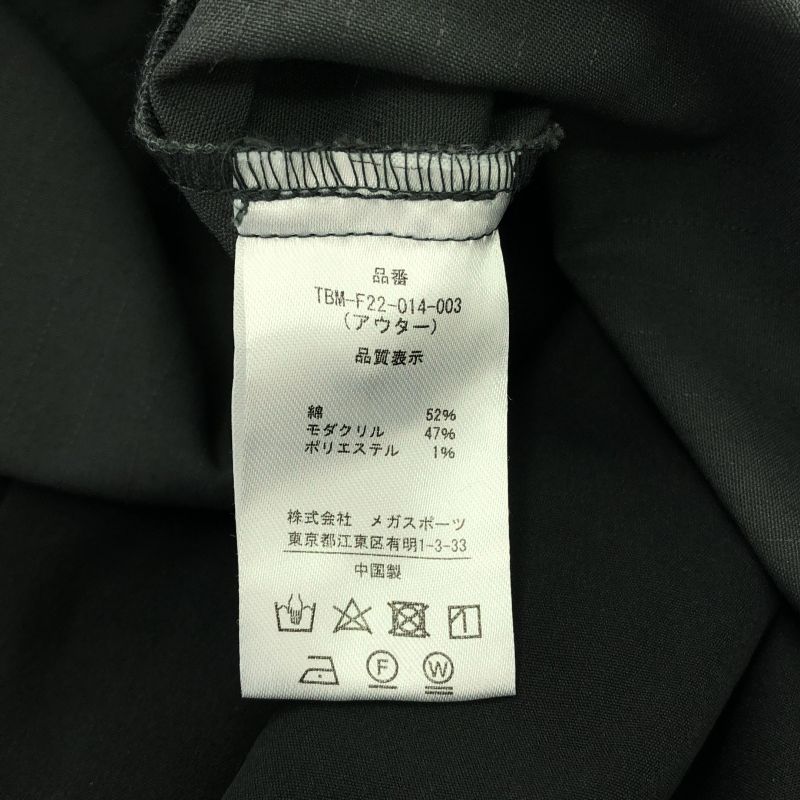 品番
TBM-F22-014-003
(アウター)
品質表示
綿 52%
モダクリル 47%
ポリエステル 1%
株式会社 メガスポーツ
東京都江東区有明1-3-33
中国製
F W